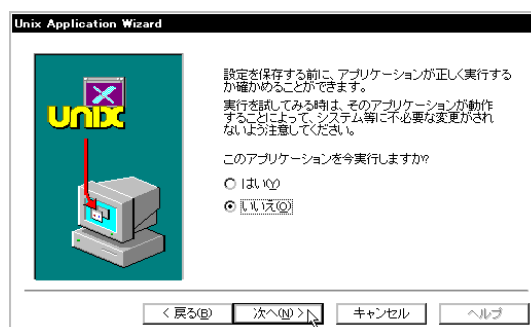 Unix Application Wizard
UNIX
設定を保存する前に、アプリケーションが正しく実行する
か確かめることができます。
実行を試してみる時は、そのアプリケーションが動作
することによって、システム等に不必要な変更がされ
ないよう注意してください。
このアプリケーションを今実行しますか?
はい(Y)
いいえ(O)
< 戻る(B)
次へ(N) >
キャンセル
ヘルプ